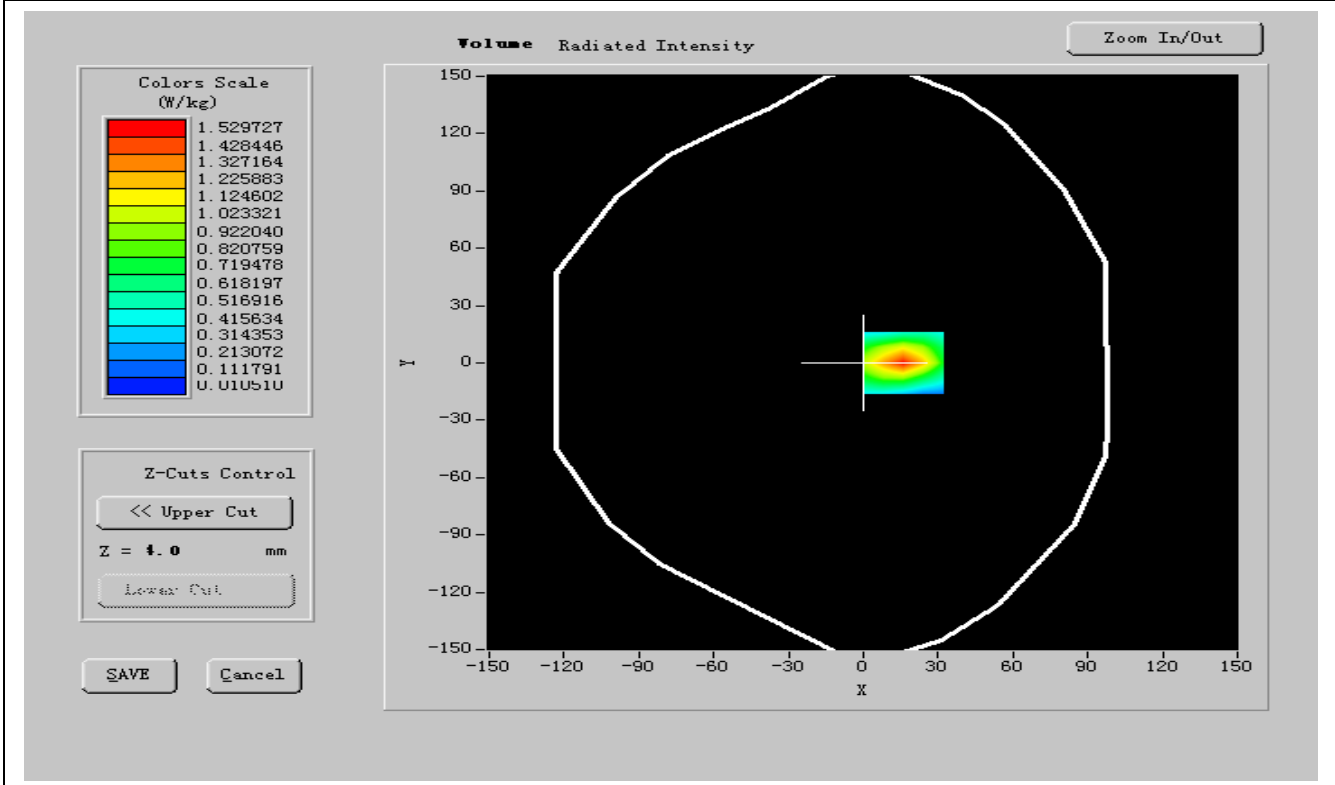 Volume Radiated Intensity
Zoom In/Out
Colors Scale
(W/kg)
1.529727
1.428446
1.327164
1.225883
1.124602
1.023321
0.922040
0.820759
0.719478
0.618197
0.516916
0.415634
0.314353
0.213072
0.111791
0.010510
Z-Cuts Control
<< Upper Cut
Z = 4.0 mm
Lower Cut
SAVE
Cancel
150
120
90
60
30
0
-30
-60
-90
-120
-150
Y
-150 -120 -90 -60 -30 0 30 60 90 120 150
X